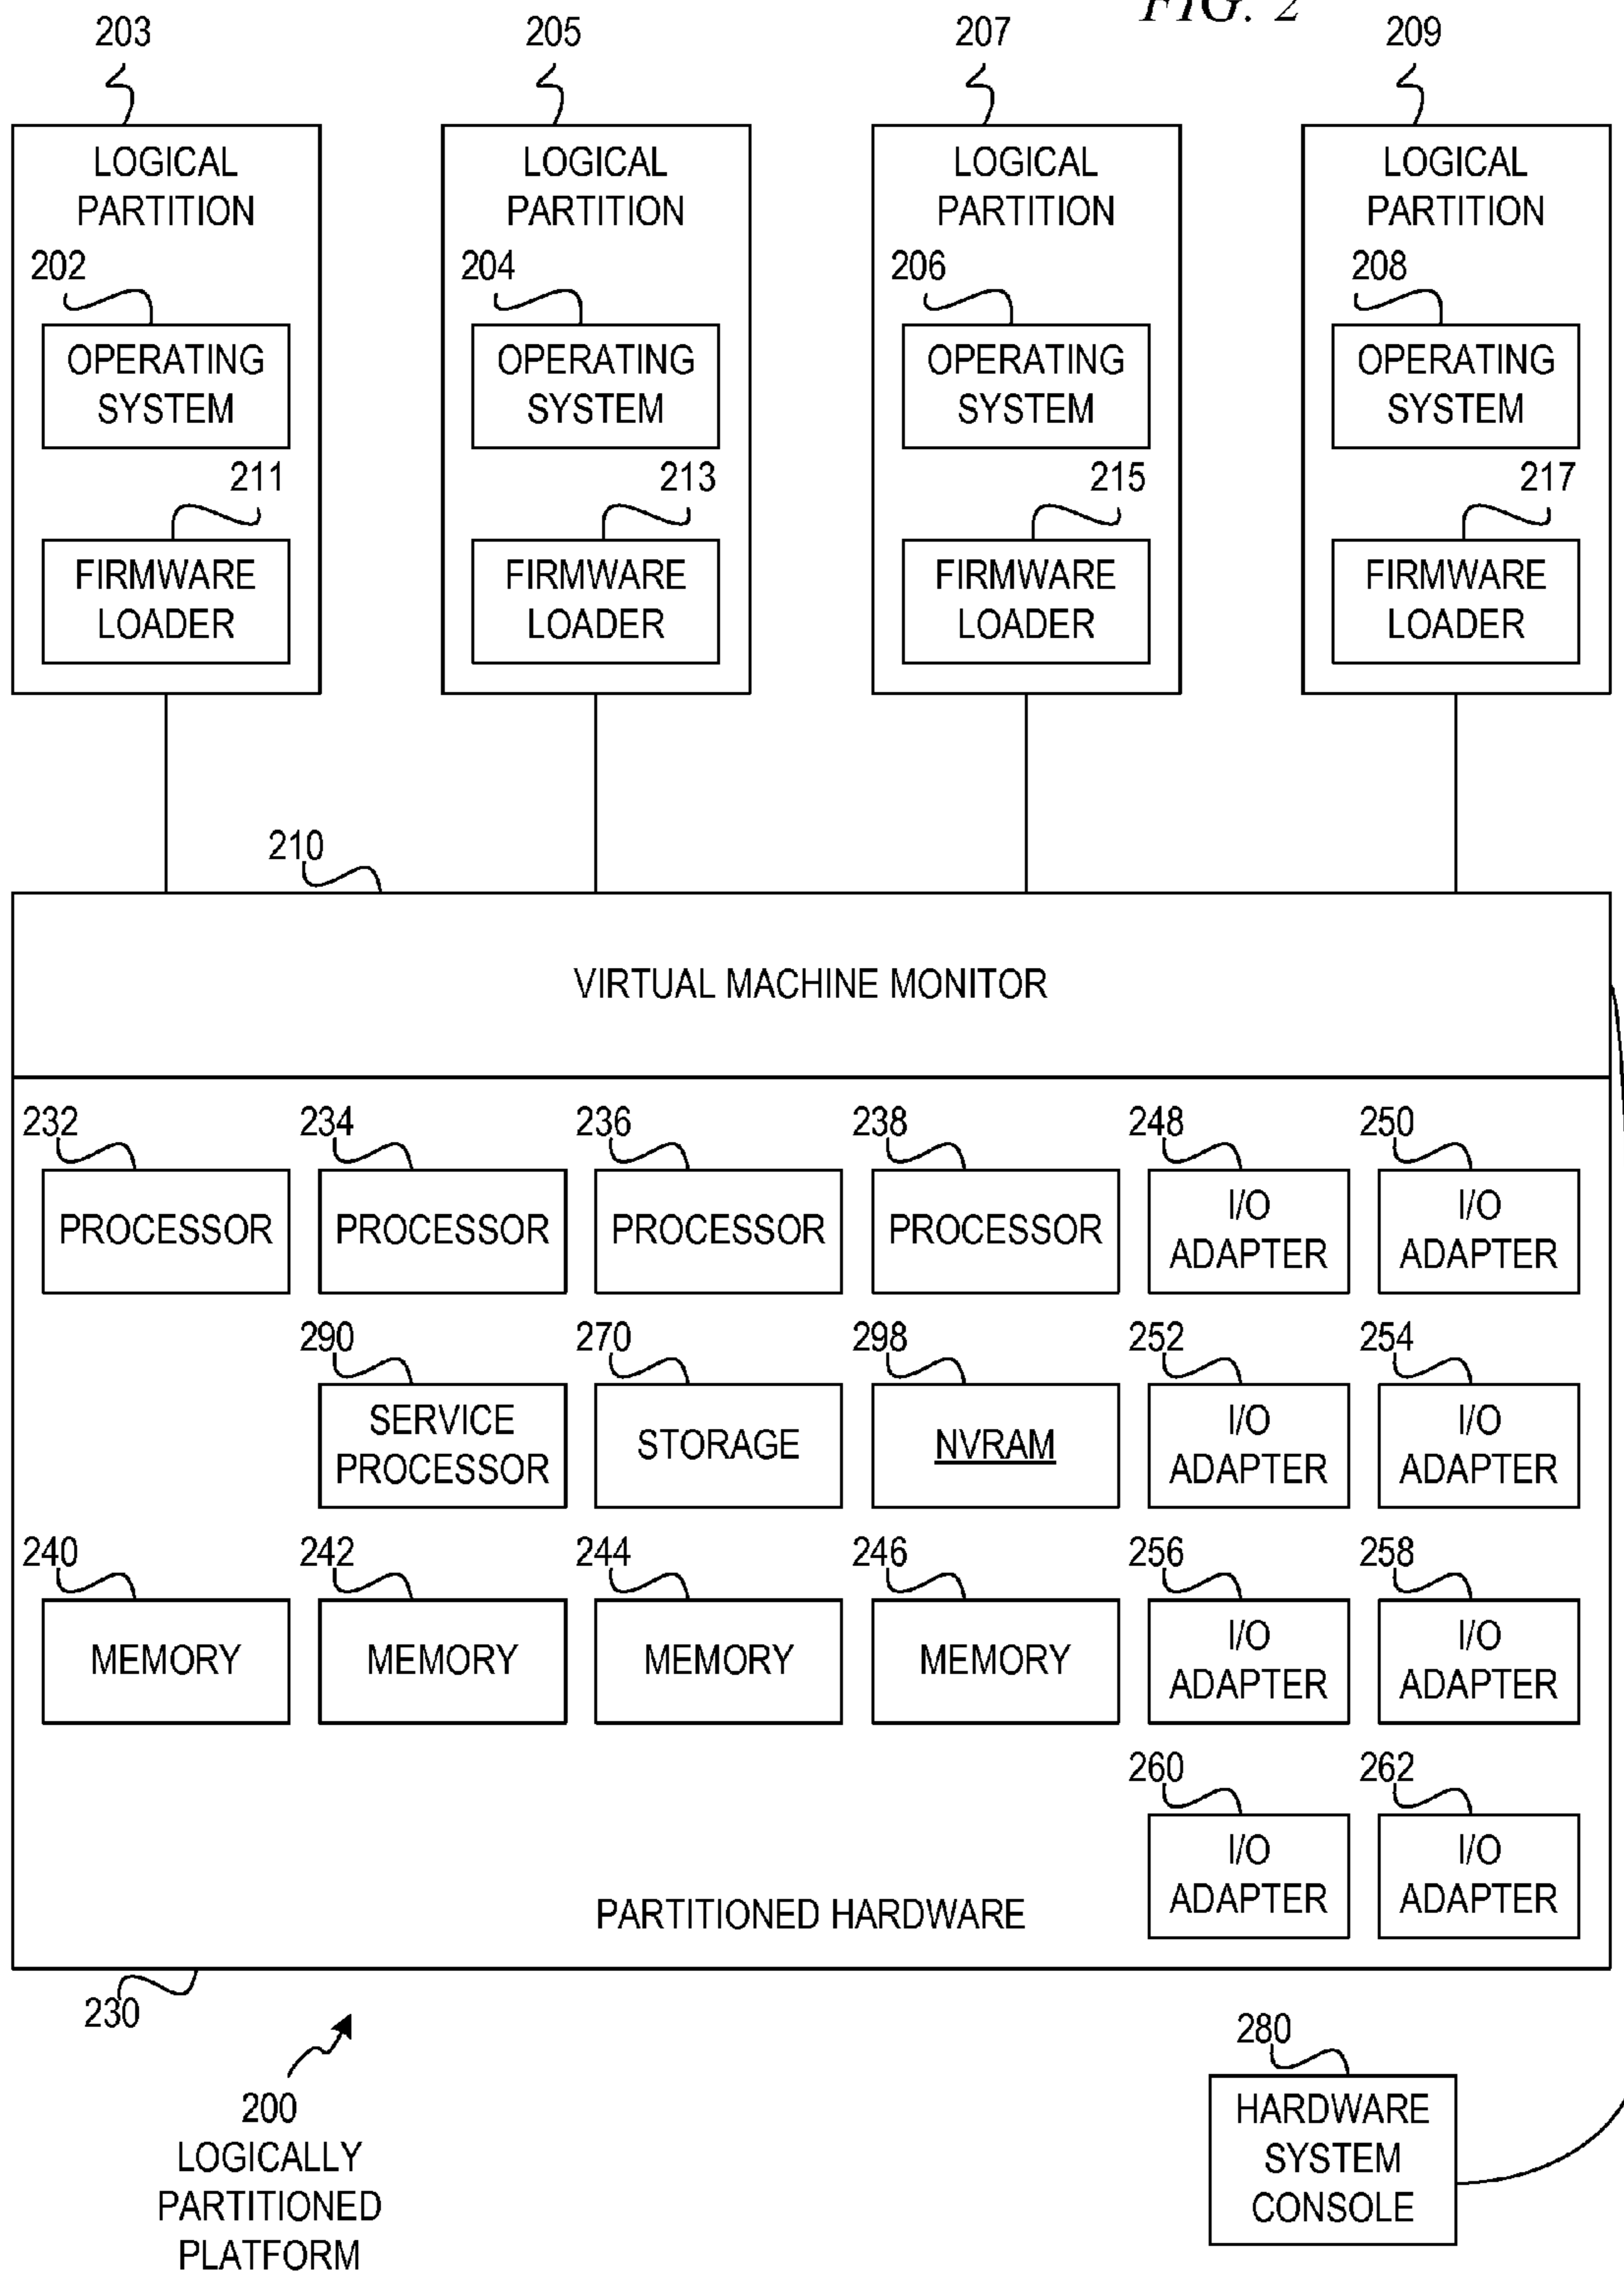 FIG. 2
203
205
207
209
LOGICAL
PARTITION
LOGICAL
PARTITION
LOGICAL
PARTITION
LOGICAL
PARTITION
202
204
206
208
OPERATING
SYSTEM
OPERATING
SYSTEM
OPERATING
SYSTEM
OPERATING
SYSTEM
211
213
215
217
FIRMWARE
LOADER
FIRMWARE
LOADER
FIRMWARE
LOADER
FIRMWARE
LOADER
210
VIRTUAL MACHINE MONITOR
232
234
236
238
248
250
PROCESSOR
PROCESSOR
PROCESSOR
PROCESSOR
I/O
ADAPTER
I/O
ADAPTER
290
270
298
252
254
SERVICE
PROCESSOR
STORAGE
NVRAM
I/O
ADAPTER
I/O
ADAPTER
240
242
244
246
256
258
MEMORY
MEMORY
MEMORY
MEMORY
I/O
ADAPTER
I/O
ADAPTER
260
262
I/O
ADAPTER
I/O
ADAPTER
PARTITIONED HARDWARE
230
200
LOGICALLY
PARTITIONED
PLATFORM
280
HARDWARE
SYSTEM
CONSOLE